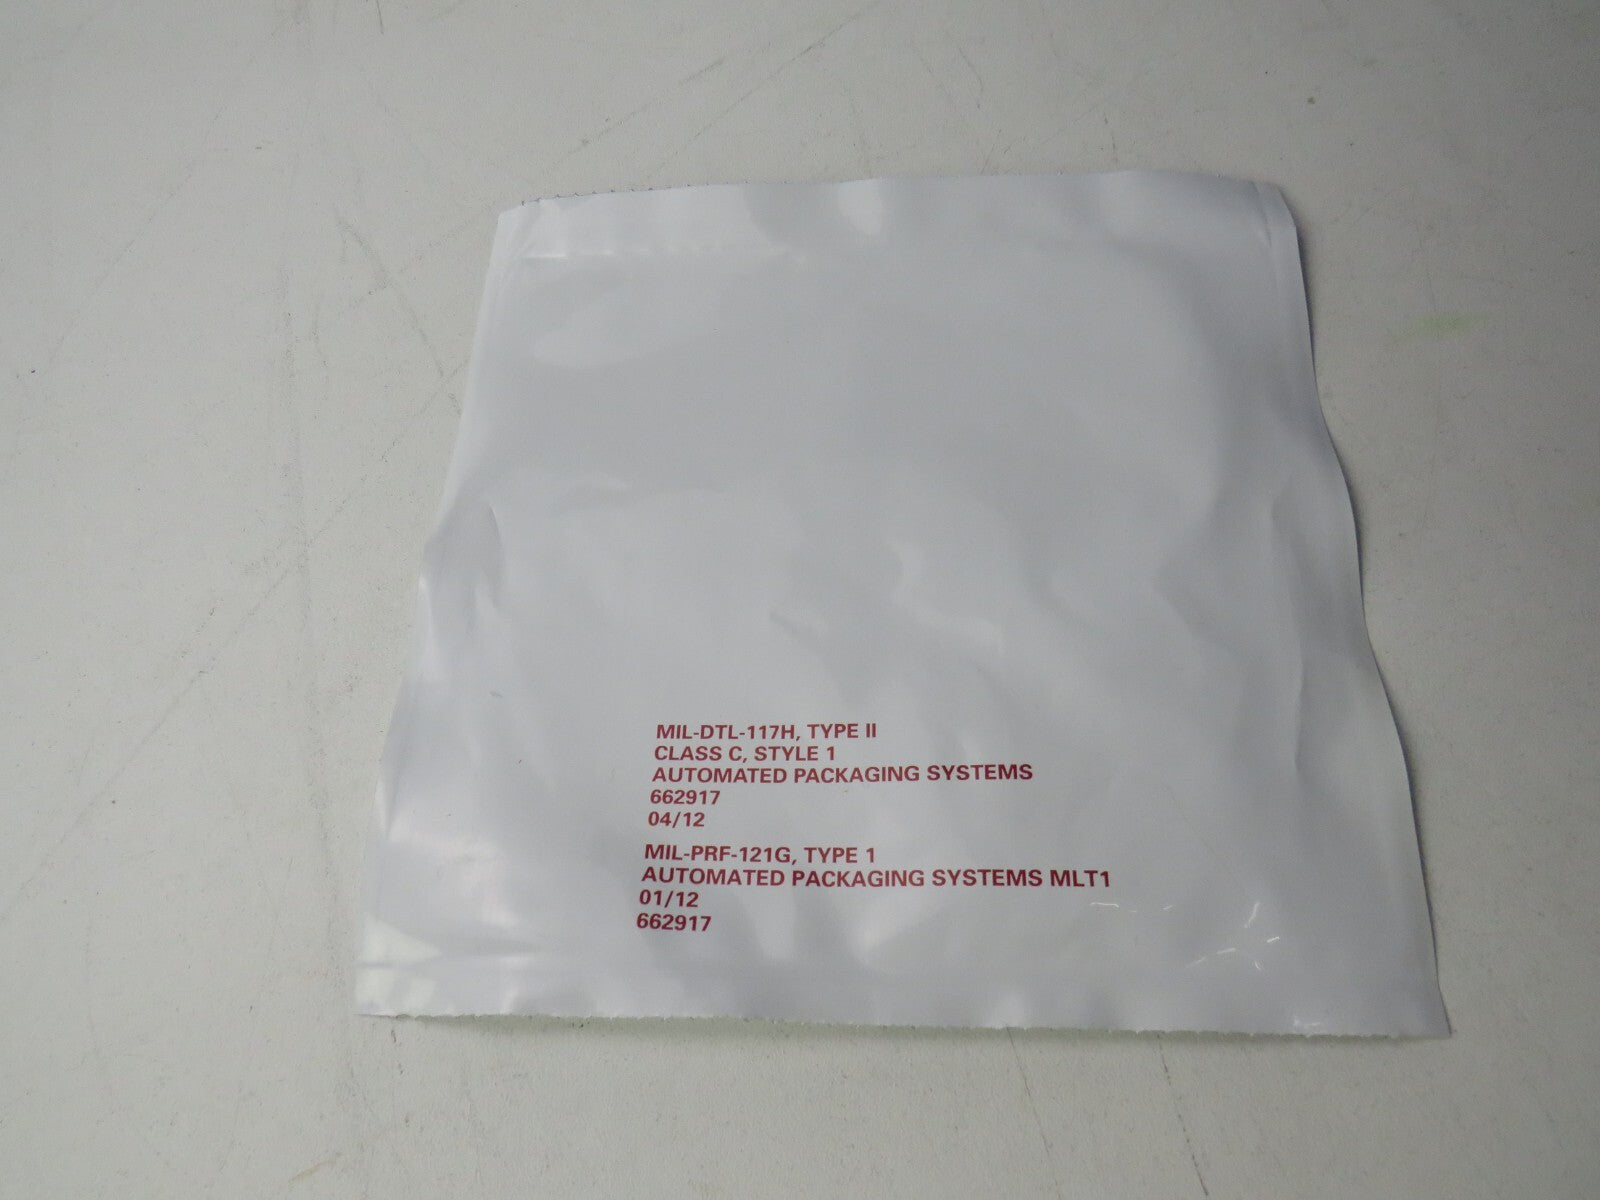 MIL-DTL-117H, TYPE II
CLASS C, STYLE 1
AUTOMATED PACKAGING SYSTEMS
662917
04/12
MIL-PRF-121G, TYPE 1
AUTOMATED PACKAGING SYSTEMS MLT1
01/12
662917